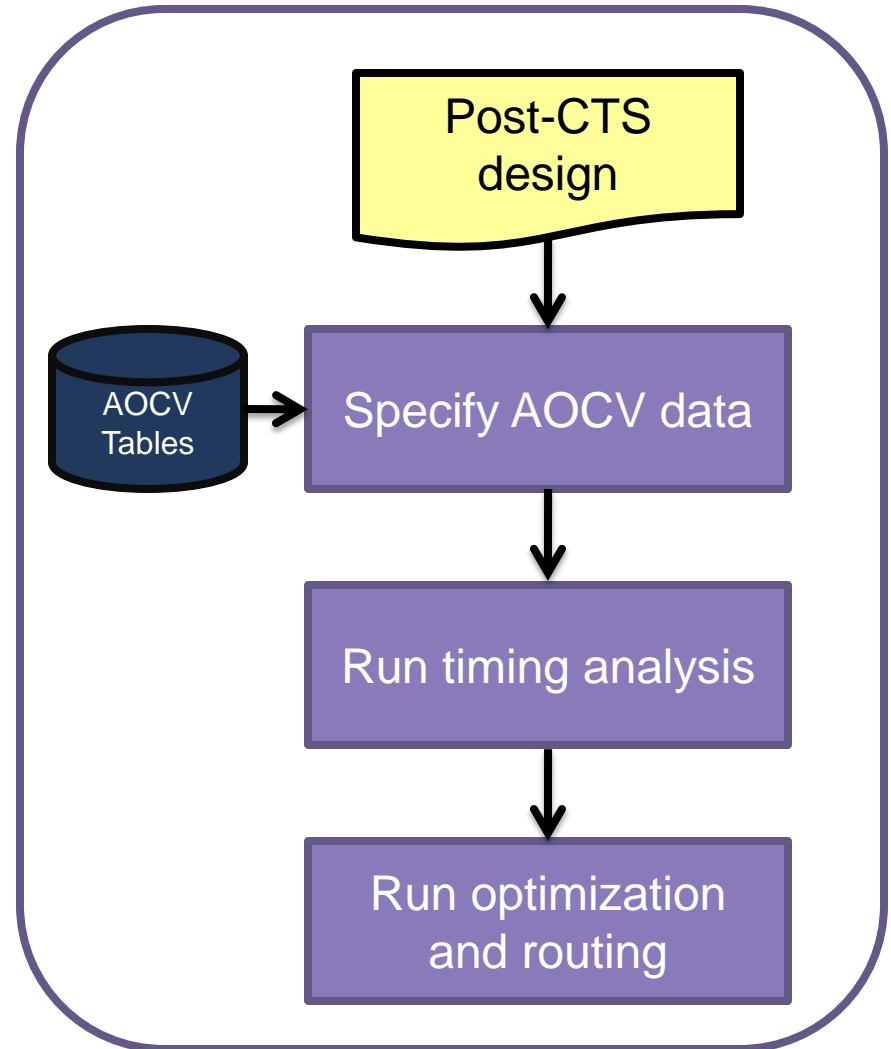 Post-CTS
design
AOCV
Tables
Specify AOCV data
Run timing analysis
Run optimization
and routing